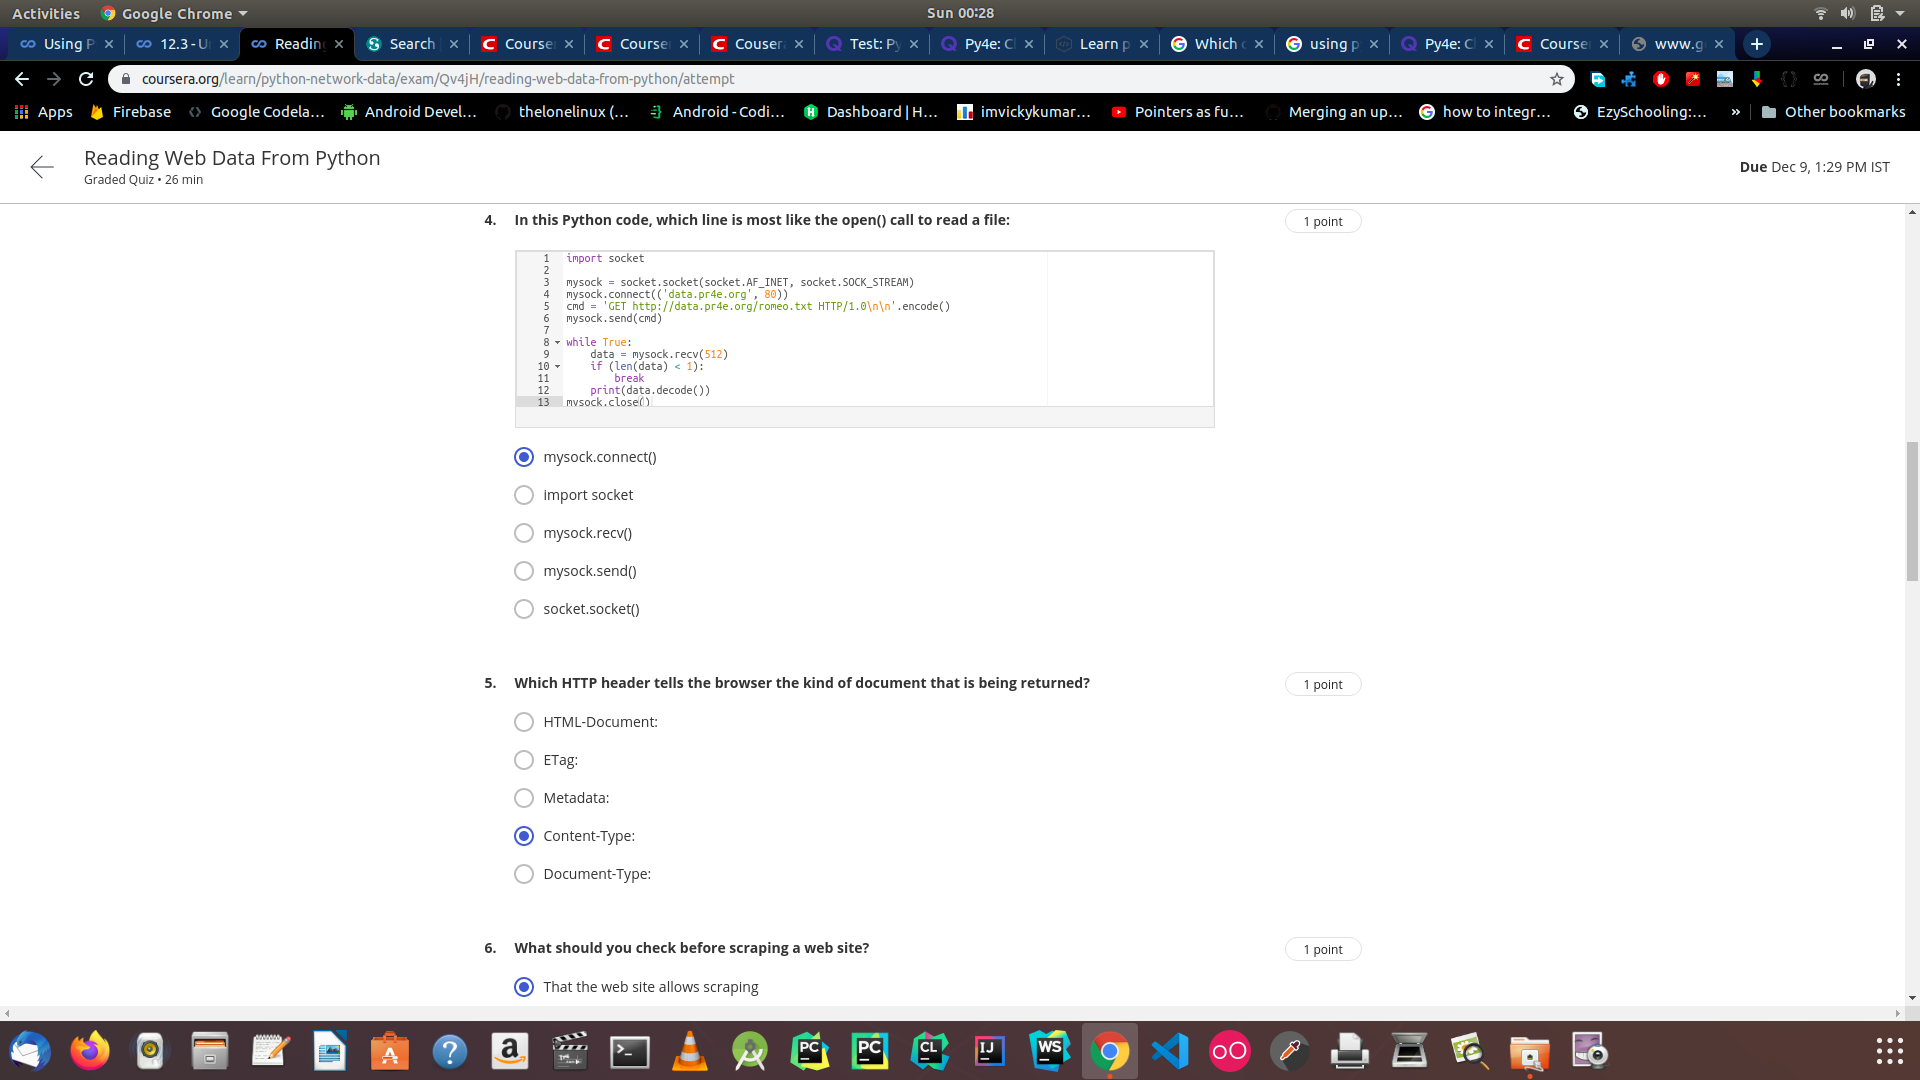 Activities Google Chrome Sun 00:28
Using P 12.3 - U Reading Search Course Course Couser Test: Py Py4e: C Learn p Which using p Py4e: C Course www.g
coursera.org/learn/python-network-data/exam/Qv4jH/reading-web-data-from-python/attempt
Apps Firebase Google Codela... Android Devel... thelonelinux (... Android - Codi... Dashboard | H... imvickykumar... Pointers as fu... Merging an up... how to integr... EzySchooling:... » Other bookmarks
Reading Web Data From Python
Graded Quiz • 26 min
Due Dec 9, 1:29 PM IST
4. In this Python code, which line is most like the open() call to read a file:
1 point
1 import socket
2
3 mysock = socket.socket(socket.AF_INET, socket.SOCK_STREAM)
4 mysock.connect(('data.pr4e.org', 80))
5 cmd = 'GET http://data.pr4e.org/romeo.txt HTTP/1.0\n\n'.encode()
6 mysock.send(cmd)
7
8 while True:
9 data = mysock.recv(512)
10 if (len(data) < 1):
11 break
12 print(data.decode())
13 mysock.close()
mysock.connect()
import socket
mysock.recv()
mysock.send()
socket.socket()
5. Which HTTP header tells the browser the kind of document that is being returned?
1 point
HTML-Document:
ETag:
Metadata:
Content-Type:
Document-Type:
6. What should you check before scraping a web site?
1 point
That the web site allows scraping